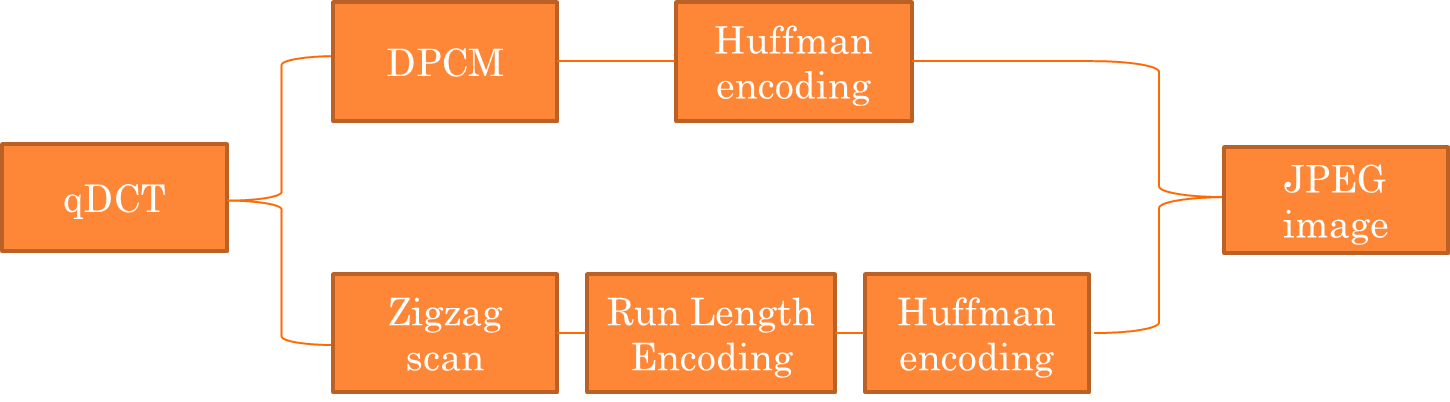 qDCT
DPCM
Huffman
encoding
Zigzag
scan
Run Length
Encoding
Huffman
encoding
JPEG
image